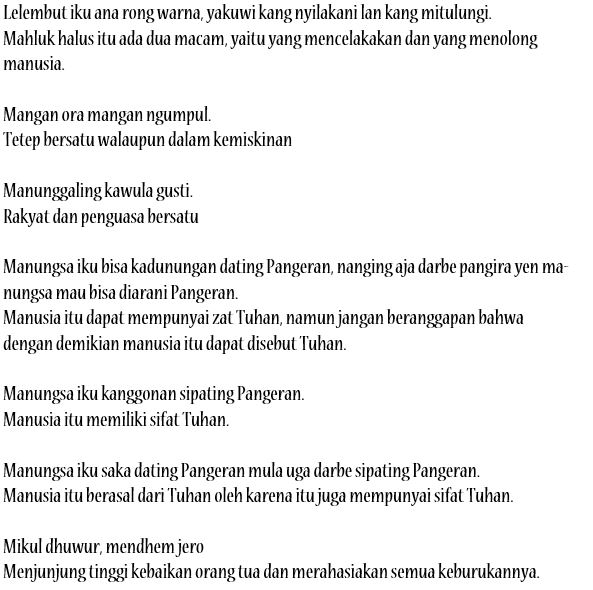 Lelembut iku ana rong warna, yakuwi kang nyilakani lan kang mitulungi.
Mahluk halus itu ada dua macam, yaitu yang mencelakakan dan yang menolong
manusia.
Mangan ora mangan ngumpul.
Tetep bersatu walaupun dalam kemiskinan
Manunggaling kawula gusti.
Rakyat dan penguasa bersatu
Manungsa iku bisa kadunungan dating Pangeran, nanging aja darbe pangira yen ma-
nungsa mau bisa diarani Pangeran.
Manusia itu dapat mempunyai zat Tuhan, namun jangan beranggapan bahwa
dengan demikian manusia itu dapat disebut Tuhan.
Manungsa iku kanggonan sipating Pangeran.
Manusia itu memiliki sifat Tuhan.
Manungsa iku saka dating Pangeran mula uga darbe sipating Pangeran.
Manusia itu berasal dari Tuhan oleh karena itu juga mempunyai sifat Tuhan.
Mikul dhuwur, mendhem jero
Menjunjung tinggi kebaikan orang tua dan merahasiakan semua keburukannya.